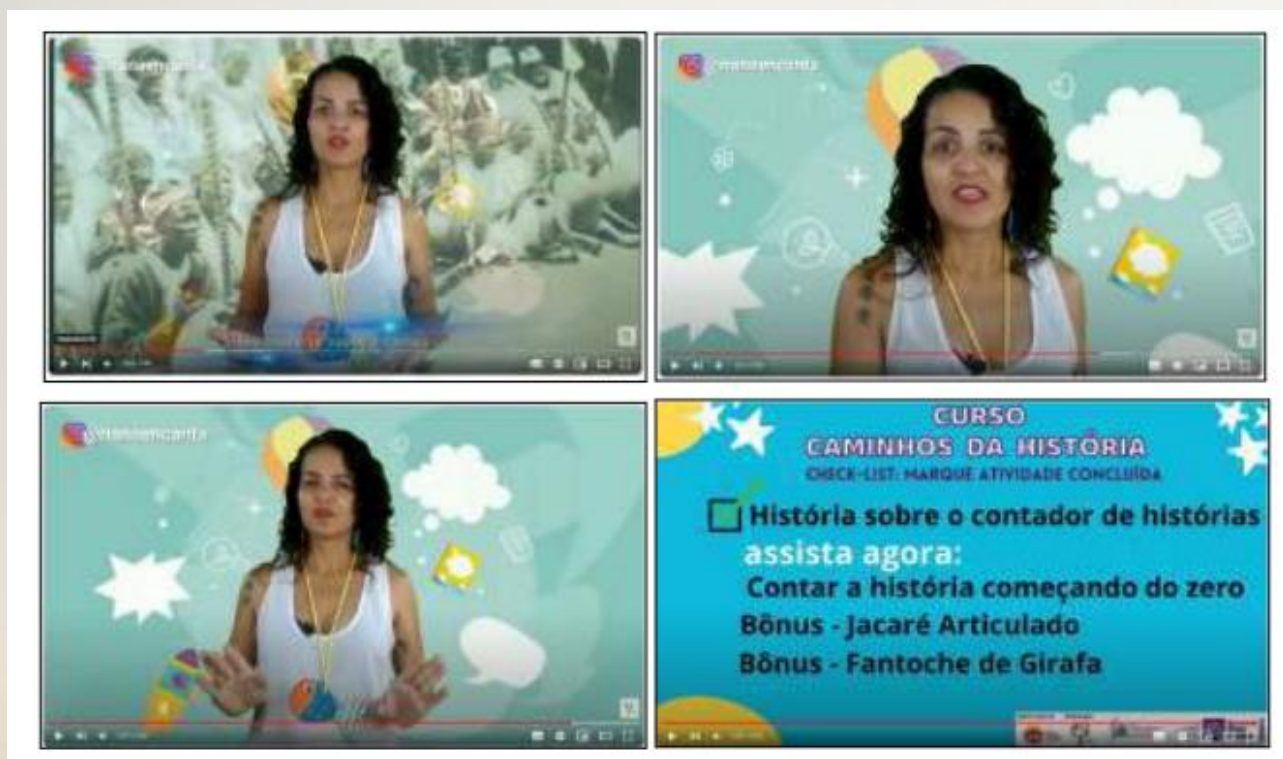 CURSO
CAMINHOS DA HISTÓRIA
CHECK-LIST: MARQUE ATIVIDADE CONCLUÍDA
História sobre o contador de histórias
assista agora:
Contar a história começando do zero
Bônus - Jacaré Articulado
Bônus - Fantoche de Girafa